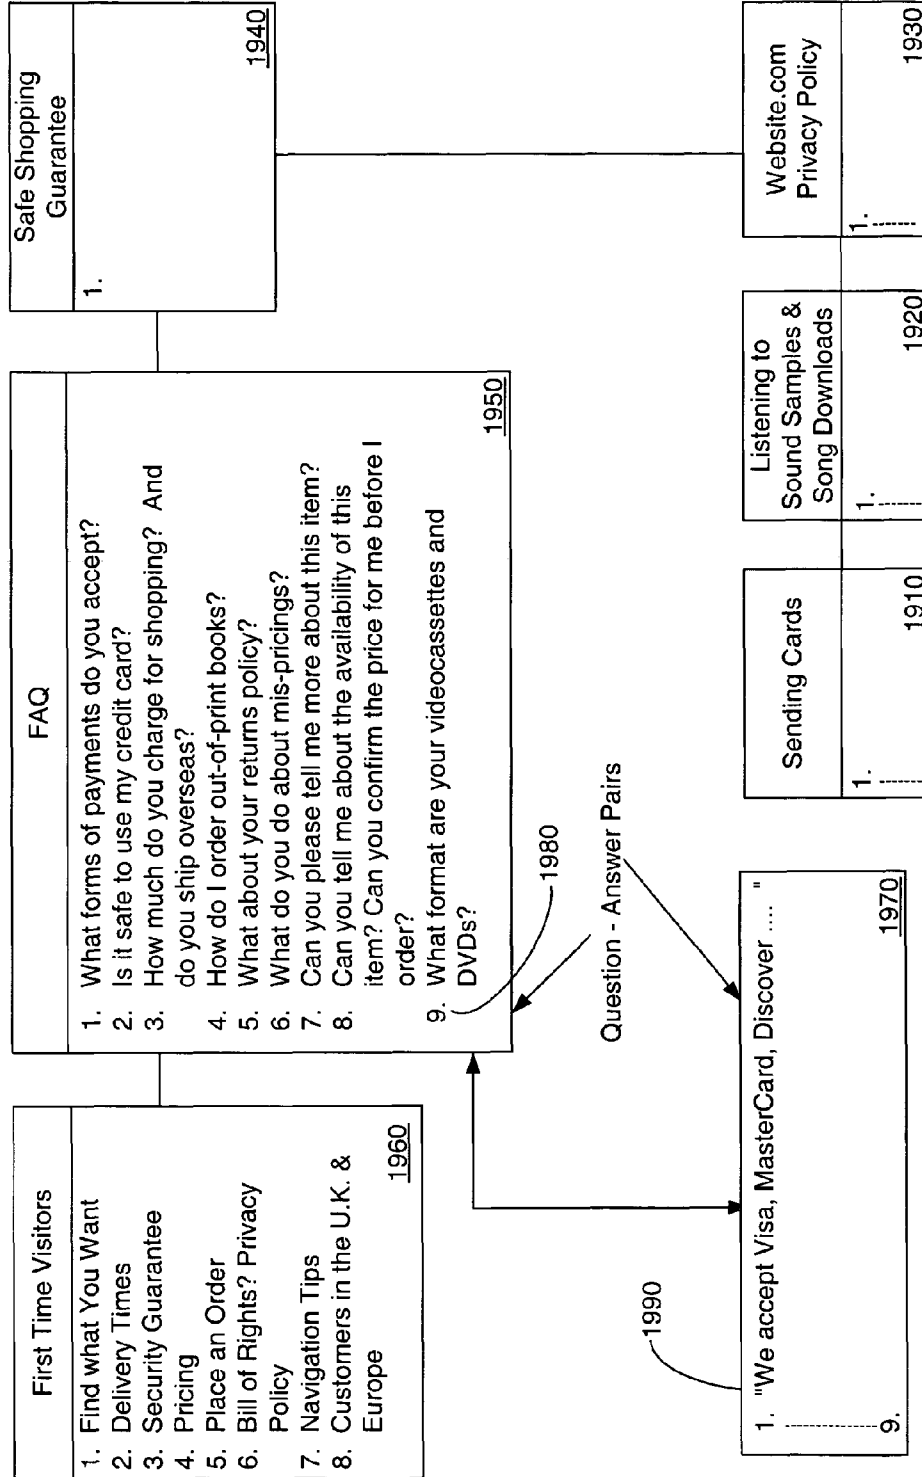 First Time Visitors
1. Find what You Want
2. Delivery Times
3. Security Guarantee
4. Pricing
5. Place an Order
6. Bill of Rights? Privacy
Policy
7. Navigation Tips
8. Customers in the U.K. &
Europe
1960
FAQ
1. What forms of payments do you accept?
2. Is it safe to use my credit card?
3. How much do you charge for shopping? And
do you ship overseas?
4. How do I order out-of-print books?
5. What about your returns policy?
6. What do you do about mis-pricings?
7. Can you please tell me more about this item?
8. Can you tell me about the availability of this
item? Can you confirm the price for me before I
order?
9. What format are your videocassettes and
DVDs?
1950
Safe Shopping
Guarantee
1.
1940
1980
Question - Answer Pairs
1990
1. "We accept Visa, MasterCard, Discover .... "
9.
1970
Sending Cards
1.
1910
Listening to
Sound Samples &
Song Downloads
1.
1920
Website.com
Privacy Policy
1.
1930